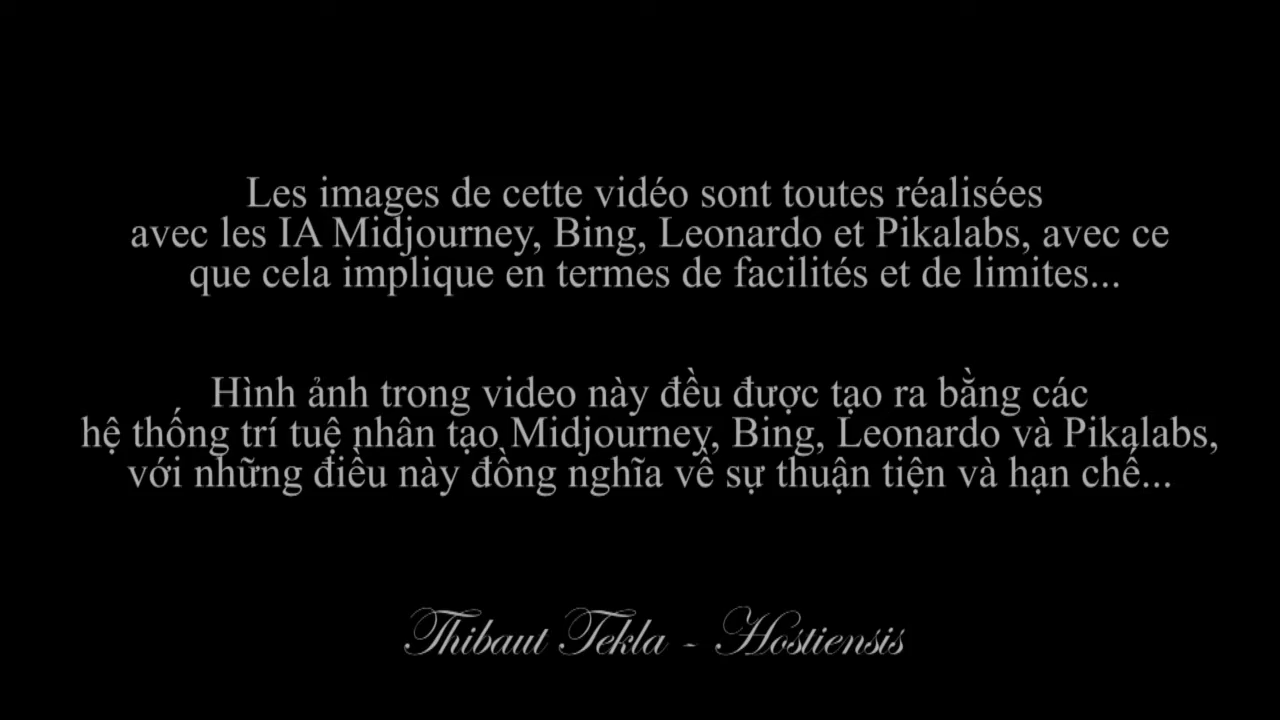 Les images de cette vidéo sont toutes réalisées
avec les IA Midjourney, Bing, Leonardo et Pikalabs, avec ce
que cela implique en termes de facilités et de limites...
Hình ảnh trong video này đều được tạo ra bằng các
hệ thống trí tuệ nhân tạo Midjourney, Bing, Leonardo và Pikalabs,
với những điều này đồng nghĩa về sự thuận tiện và hạn chế...
Thibaut Tekla - Hostiensis